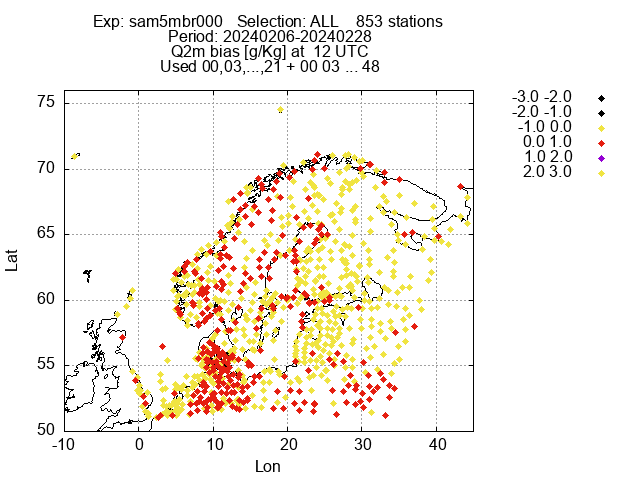 Exp: sam5mbr000 Selection: ALL 853 stations
Period: 20240206-20240228
Q2m bias [g/Kg] at 12 UTC
Used 00,03,...,21 + 00 03 ... 48
-3.0 -2.0
-2.0 -1.0
-1.0 0.0
0.0 1.0
1.0 2.0
2.0 3.0
75
70
65
60
55
50
Lat
-10 0 10 20 30 40
Lon